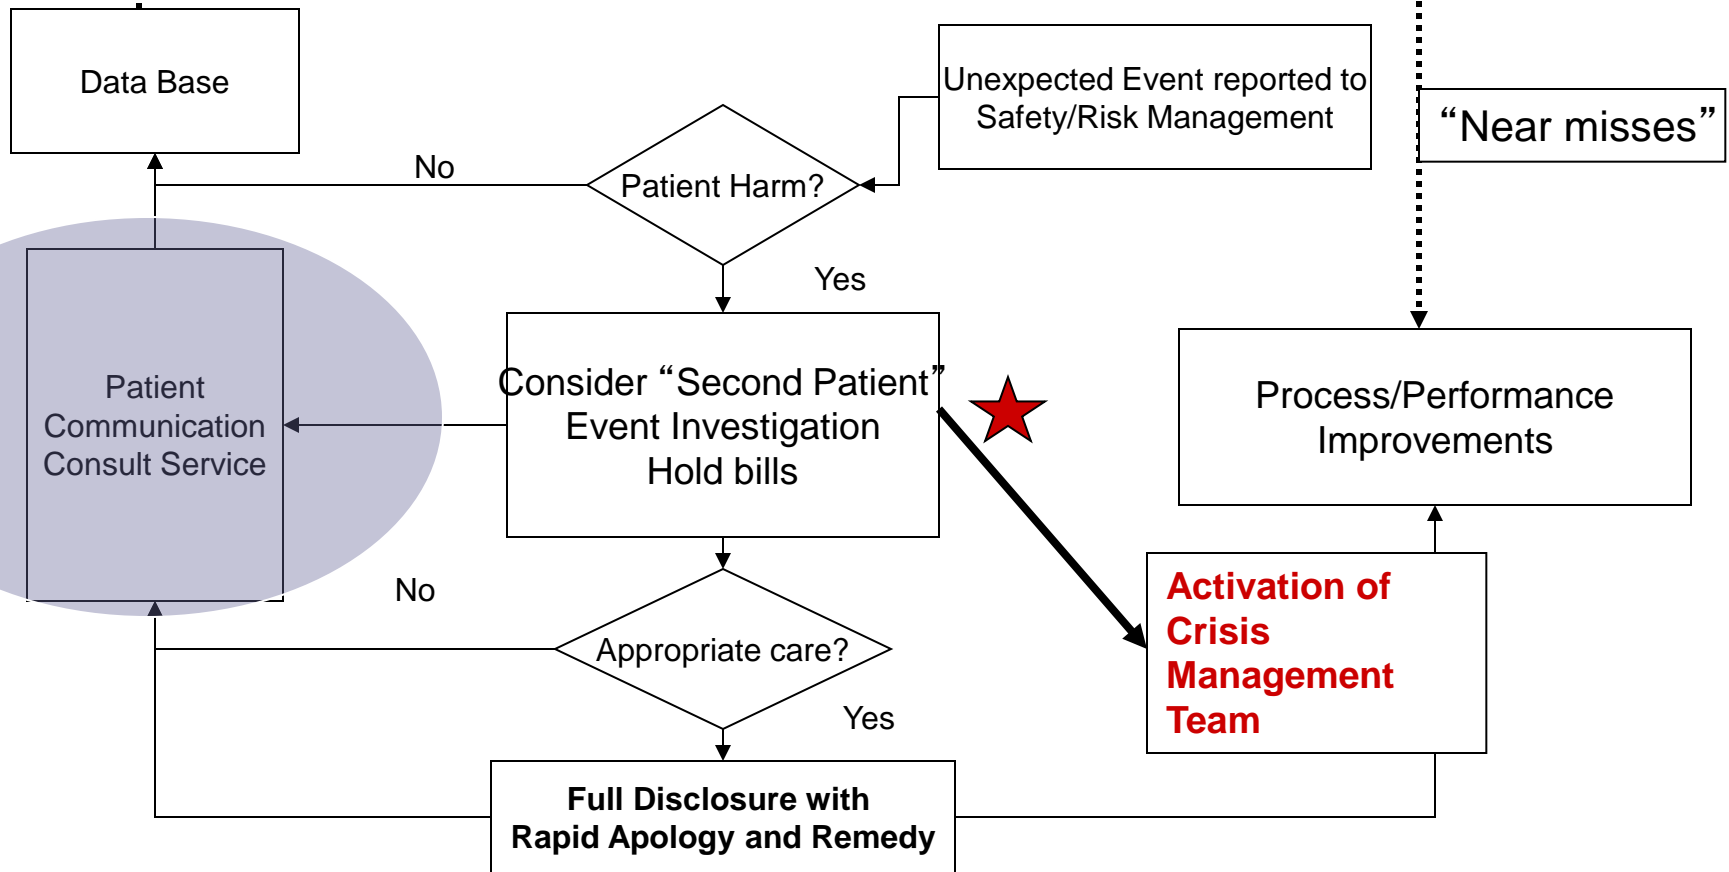 Data Base
Unexpected Event reported to
Safety/Risk Management
“Near misses”
No
Patient Harm?
Yes
Patient
Communication
Consult Service
Consider “Second Patient”
Event Investigation
Hold bills
Process/Performance
Improvements
No
Appropriate care?
Activation of
Crisis
Management
Team
Yes
Full Disclosure with
Rapid Apology and Remedy